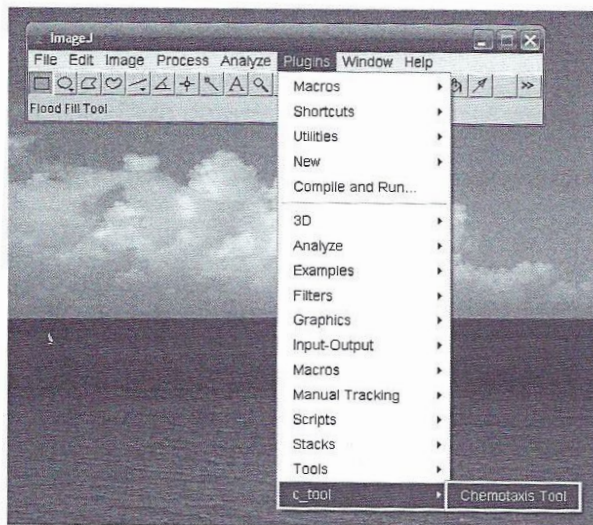 ImageJ
File Edit Image Process Analyze Plugins Window Help
A >>
Flood Fill Tool
Macros
Shortcuts
Utilities
New
Compile and Run...
3D
Analyze
Examples
Filters
Graphics
Input-Output
Macros
Manual Tracking
Scripts
Stacks
Tools
c_tool
Chemotaxis Tool